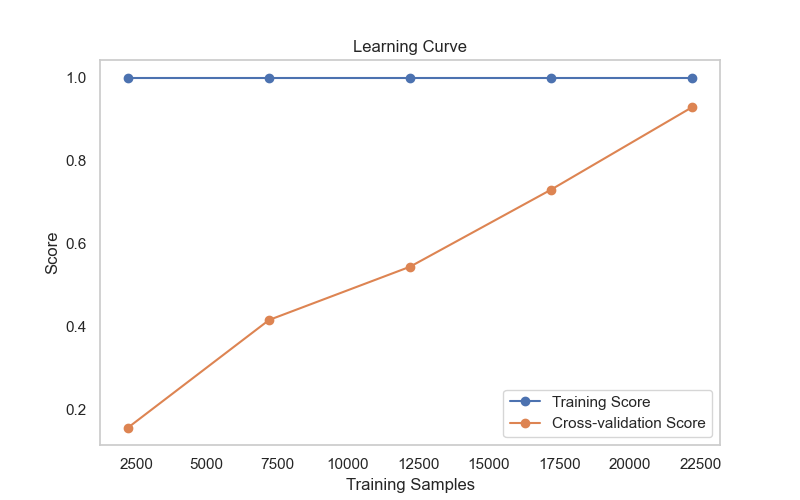 Learning Curve
1.0
0.8
0.6
0.4
0.2
Score
Training Score
Cross-validation Score
2500 5000 7500 10000 12500 15000 17500 20000 22500
Training Samples